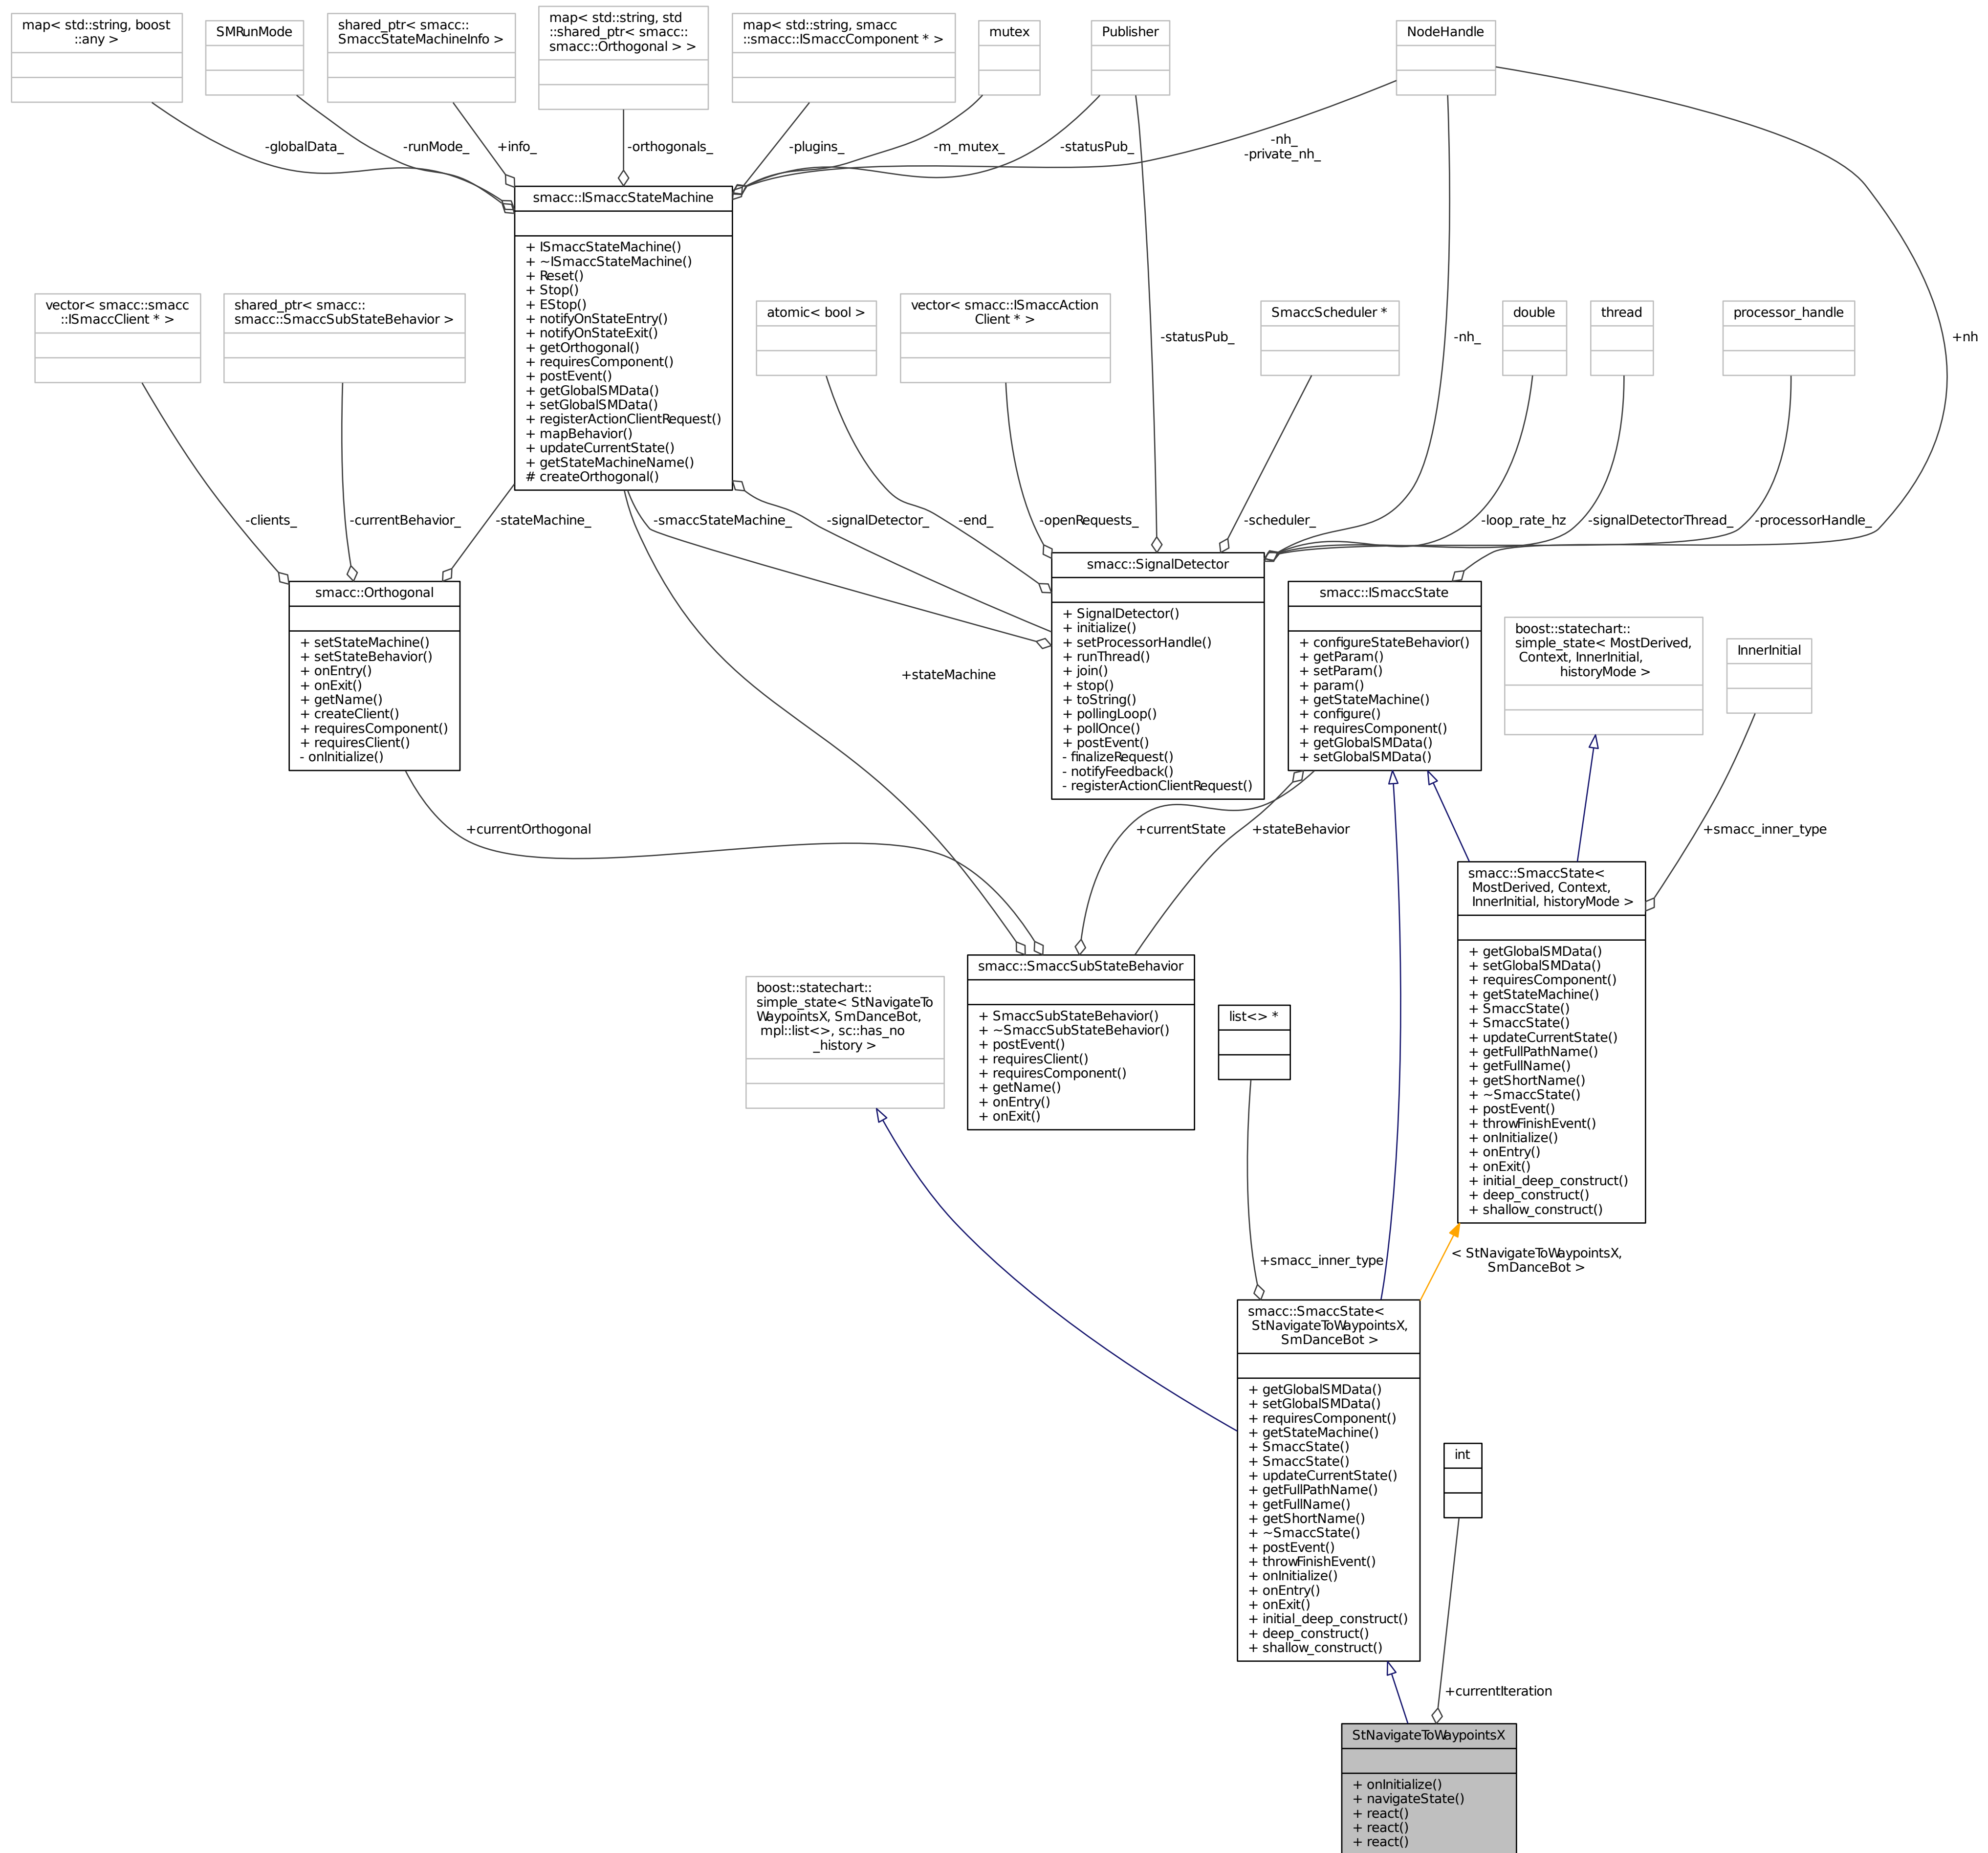 map< std::string, boost
::any >
SMRunMode
shared_ptr< smacc::
SmaccStateMachineInfo >
map< std::string, std
::shared_ptr< smacc::
smacc::Orthogonal > >
map< std::string, smacc
::smacc::ISmaccComponent * >
mutex
Publisher
NodeHandle
-globalData_
-runMode_
+info_
-orthogonals_
-plugins_
-m_mutex_
-statusPub_
-nh_
-private_nh_
smacc::ISmaccStateMachine
+ ISmaccStateMachine()
+ ~ISmaccStateMachine()
+ Reset()
+ Stop()
+ EStop()
+ notifyOnStateEntry()
+ notifyOnStateExit()
+ getOrthogonal()
+ requiresComponent()
+ postEvent()
+ getGlobalSMData()
+ setGlobalSMData()
+ registerActionClientRequest()
+ mapBehavior()
+ updateCurrentState()
+ getStateMachineName()
# createOrthogonal()
vector< smacc::smacc
::ISmaccClient * >
shared_ptr< smacc::
smacc::SmaccSubStateBehavior >
atomic< bool >
vector< smacc::ISmaccAction
Client * >
-statusPub_
SmaccScheduler *
-nh_
double
thread
processor_handle
+nh
-clients_
-currentBehavior_
-stateMachine_
-smaccStateMachine_
-signalDetector_
-end_
-openRequests_
-scheduler_
-loop_rate_hz
-signalDetectorThread_
-processorHandle_
smacc::Orthogonal
+ setStateMachine()
+ setStateBehavior()
+ onEntry()
+ onExit()
+ getName()
+ createClient()
+ requiresComponent()
+ requiresClient()
- onInitialize()
+stateMachine
smacc::SignalDetector
+ SignalDetector()
+ initialize()
+ setProcessorHandle()
+ runThread()
+ join()
+ stop()
+ toString()
+ pollingLoop()
+ pollOnce()
+ postEvent()
- finalizeRequest()
- notifyFeedback()
- registerActionClientRequest()
smacc::ISmaccState
+ configureStateBehavior()
+ getParam()
+ setParam()
+ param()
+ getStateMachine()
+ configure()
+ requiresComponent()
+ getGlobalSMData()
+ setGlobalSMData()
boost::statechart::
simple_state< MostDerived,
Context, InnerInitial,
historyMode >
InnerInitial
+currentOrthogonal
+currentState
+stateBehavior
+smacc_inner_type
smacc::SmaccState<
MostDerived, Context,
InnerInitial, historyMode >
+ getGlobalSMData()
+ setGlobalSMData()
+ requiresComponent()
+ getStateMachine()
+ SmaccState()
+ SmaccState()
+ updateCurrentState()
+ getFullPathName()
+ getFullName()
+ getShortName()
+ ~SmaccState()
+ postEvent()
+ throwFinishEvent()
+ onInitialize()
+ onEntry()
+ onExit()
+ initial_deep_construct()
+ deep_construct()
+ shallow_construct()
boost::statechart::
simple_state< StNavigateTo
WaypointsX, SmDanceBot,
mpl::list<>, sc::has_no
_history >
smacc::SmaccSubStateBehavior
+ SmaccSubStateBehavior()
+ ~SmaccSubStateBehavior()
+ postEvent()
+ requiresClient()
+ requiresComponent()
+ getName()
+ onEntry()
+ onExit()
list<> *
+smacc_inner_type
< StNavigateToWaypointsX,
SmDanceBot >
smacc::SmaccState<
StNavigateToWaypointsX,
SmDanceBot >
+ getGlobalSMData()
+ setGlobalSMData()
+ requiresComponent()
+ getStateMachine()
+ SmaccState()
+ SmaccState()
+ updateCurrentState()
+ getFullPathName()
+ getFullName()
+ getShortName()
+ ~SmaccState()
+ postEvent()
+ throwFinishEvent()
+ onInitialize()
+ onEntry()
+ onExit()
+ initial_deep_construct()
+ deep_construct()
+ shallow_construct()
int
+currentIteration
StNavigateToWaypointsX
+ onInitialize()
+ navigateState()
+ react()
+ react()
+ react()